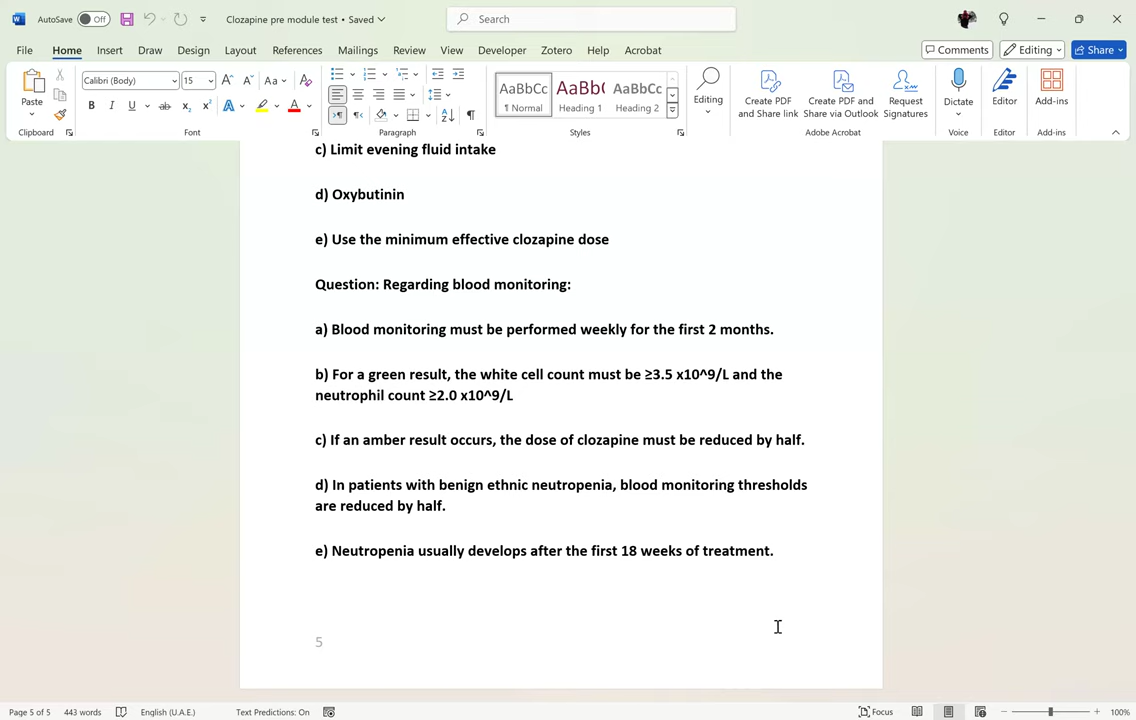 AutoSave Off Clozapine pre module test • Saved Search
File Home Insert Draw Design Layout References Mailings Review View Developer Zotero Help Acrobat Comments Editing Share
Paste Calibri (Body) 15 A^ Aˇ Aa AaBbCc AaBb( AaBbCc Editing Create PDF and Share link Create PDF and Share via Outlook Request Signatures Dictate Editor Add-ins
B I U ab x₂ x² A A ¶ Normal Heading 1 Heading 2
Clipboard Font Paragraph Styles Adobe Acrobat Voice Editor Add-ins
c) Limit evening fluid intake
d) Oxybutinin
e) Use the minimum effective clozapine dose
Question: Regarding blood monitoring:
a) Blood monitoring must be performed weekly for the first 2 months.
b) For a green result, the white cell count must be ≥3.5 x10^9/L and the
neutrophil count ≥2.0 x10^9/L
c) If an amber result occurs, the dose of clozapine must be reduced by half.
d) In patients with benign ethnic neutropenia, blood monitoring thresholds
are reduced by half.
e) Neutropenia usually develops after the first 18 weeks of treatment.
5
Page 5 of 5 443 words English (U.A.E.) Text Predictions: On Focus 100%